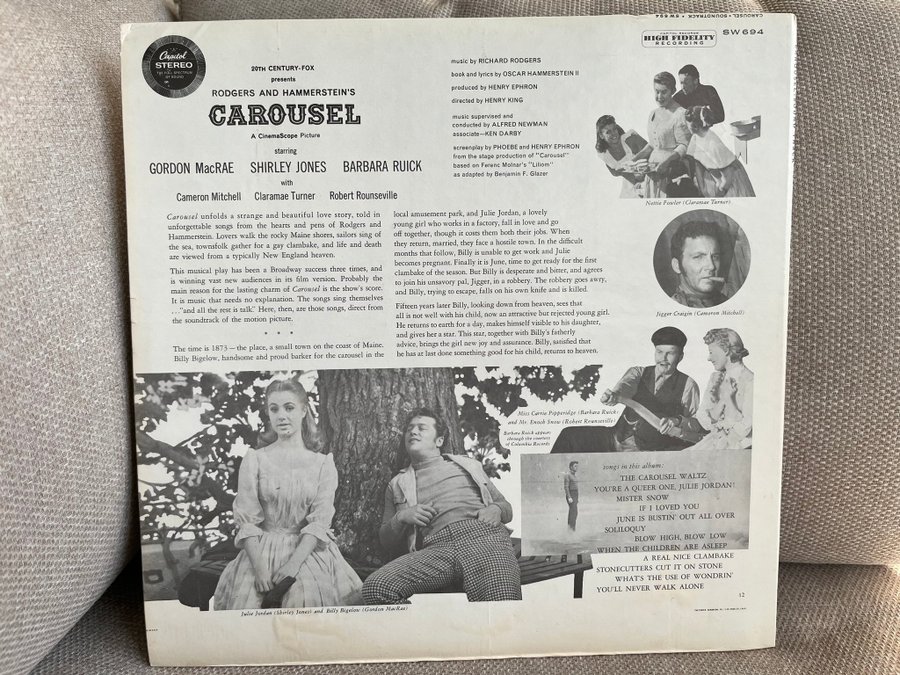 CAROUSEL • SOUNDTRACK • SW694
Capitol
STEREO
THE FULL SPECTRUM
OF SOUND
CAPITOL RECORDS
HIGH FIDELITY
RECORDING
SW694
20TH CENTURY-FOX
presents
RODGERS AND HAMMERSTEIN'S
CAROUSEL
A CinemaScope Picture
starring
GORDON MacRAE SHIRLEY JONES BARBARA RUICK
with
Cameron Mitchell Claramae Turner Robert Rounseville
music by RICHARD RODGERS
book and lyrics by OSCAR HAMMERSTEIN II
produced by HENRY EPHRON
directed by HENRY KING
music supervised and
conducted by ALFRED NEWMAN
associate—KEN DARBY
screenplay by PHOEBE and HENRY EPHRON
from the stage production of "Carousel"
based on Ferenc Molnar's "Liliom"
as adapted by Benjamin F. Glazer
Nettie Fowler (Claramae Turner)
Carousel unfolds a strange and beautiful love story, told in
unforgettable songs from the hearts and pens of Rodgers and
Hammerstein. Lovers walk the rocky Maine shores, sailors sing of
the sea, townsfolk gather for a gay clambake, and life and death
are viewed from a typically New England heaven.
This musical play has been a Broadway success three times, and
is winning vast new audiences in its film version. Probably the
main reason for the lasting charm of Carousel is the show's score.
It is music that needs no explanation. The songs sing themselves
..."and all the rest is talk." Here, then, are those songs, direct from
the soundtrack of the motion picture.
* * *
The time is 1873—the place, a small town on the coast of Maine.
Billy Bigelow, handsome and proud barker for the carousel in the
local amusement park, and Julie Jordan, a lovely
young girl who works in a factory, fall in love and go
off together, though it costs them both their jobs. When
they return, married, they face a hostile town. In the difficult
months that follow, Billy is unable to get work and Julie
becomes pregnant. Finally it is June, time to get ready for the first
clambake of the season. But Billy is desperate and bitter, and agrees
to join his unsavory pal, Jigger, in a robbery. The robbery goes awry,
and Billy, trying to escape, falls on his own knife and is killed.
Fifteen years later Billy, looking down from heaven, sees that
all is not well with his child, now an attractive but rejected young girl.
He returns to earth for a day, makes himself visible to his daughter,
and gives her a star. This star, together with Billy's fatherly
advice, brings the girl new joy and assurance. Billy, satisfied that
he has at last done something good for his child, returns to heaven.
Jigger Craigin (Cameron Mitchell)
Miss Carrie Pepperidge (Barbara Ruick)
and Mr. Enoch Snow (Robert Rounseville)
Barbara Ruick appears
through the courtesy
of Columbia Records
songs in this album:
THE CAROUSEL WALTZ
YOU'RE A QUEER ONE, JULIE JORDAN!
MISTER SNOW
IF I LOVED YOU
JUNE IS BUSTIN' OUT ALL OVER
SOLILOQUY
BLOW HIGH, BLOW LOW
WHEN THE CHILDREN ARE ASLEEP
A REAL NICE CLAMBAKE
STONECUTTERS CUT IT ON STONE
WHAT'S THE USE OF WONDRIN'
YOU'LL NEVER WALK ALONE
12
Julie Jordan (Shirley Jones) and Billy Bigelow (Gordon MacRae)